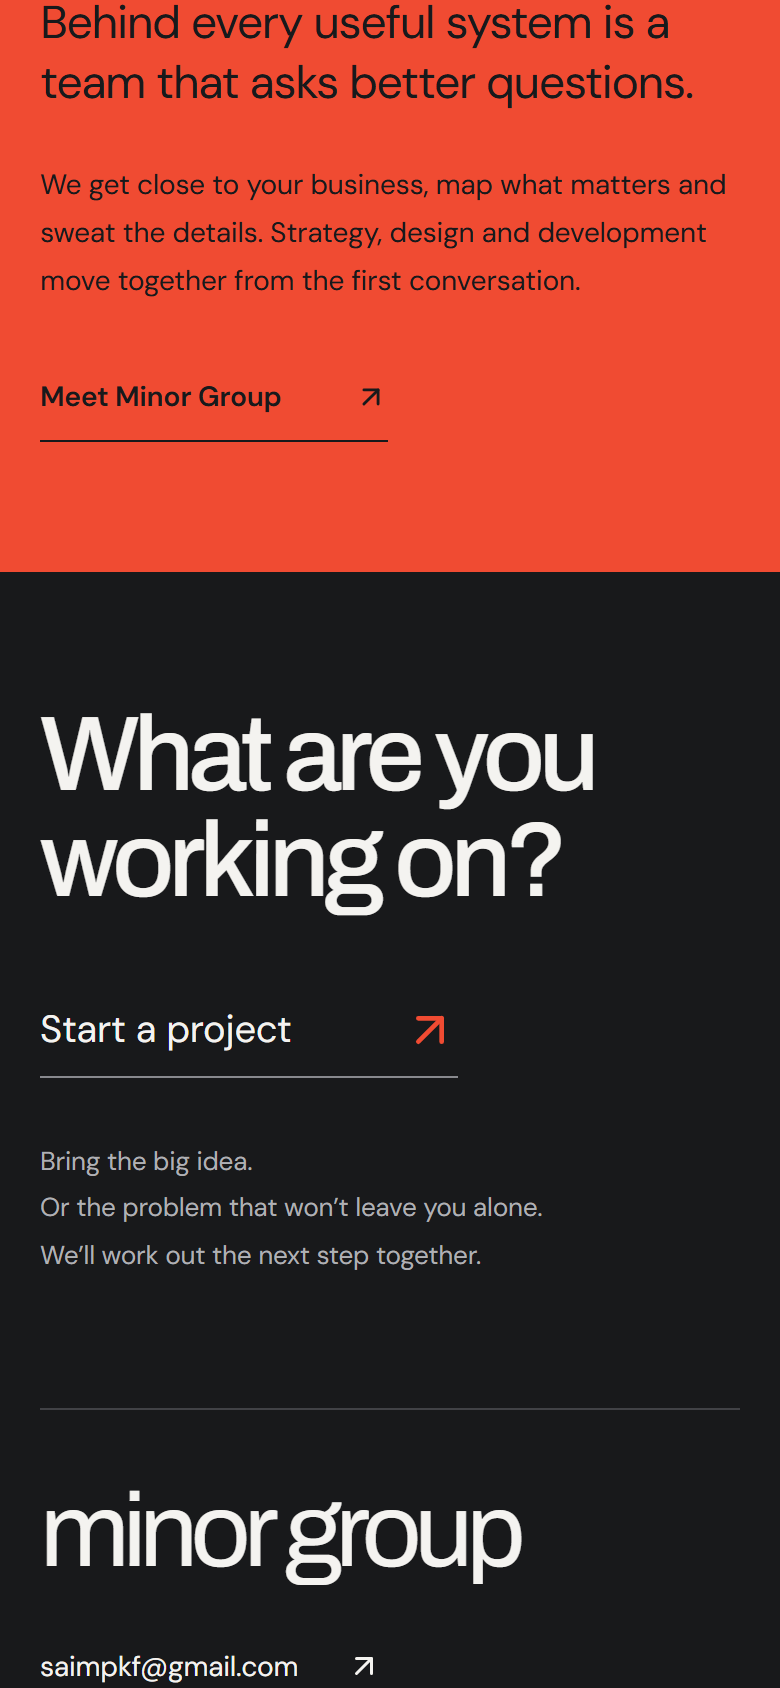 Behind every useful system is a
team that asks better questions.
We get close to your business, map what matters and
sweat the details. Strategy, design and development
move together from the first conversation.
Meet Minor Group
What are you
working on?
Start a project
Bring the big idea.
Or the problem that won’t leave you alone.
We’ll work out the next step together.
minor group
saimpkf@gmail.com